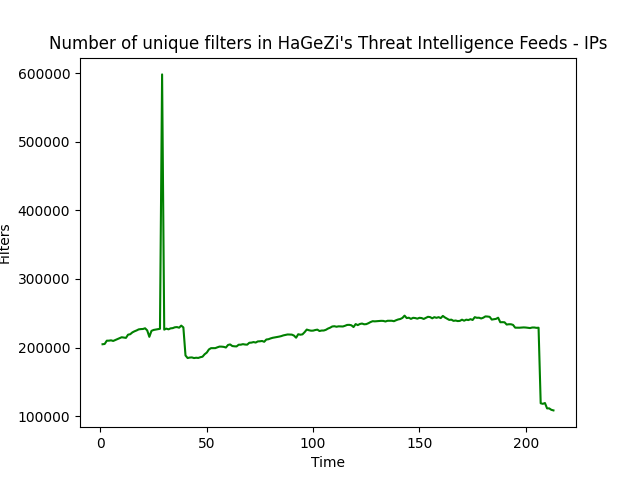 Number of unique filters in HaGeZi's Threat Intelligence Feeds - IPs
600000
500000
400000
300000
200000
100000
Filters
0 50 100 150 200
Time